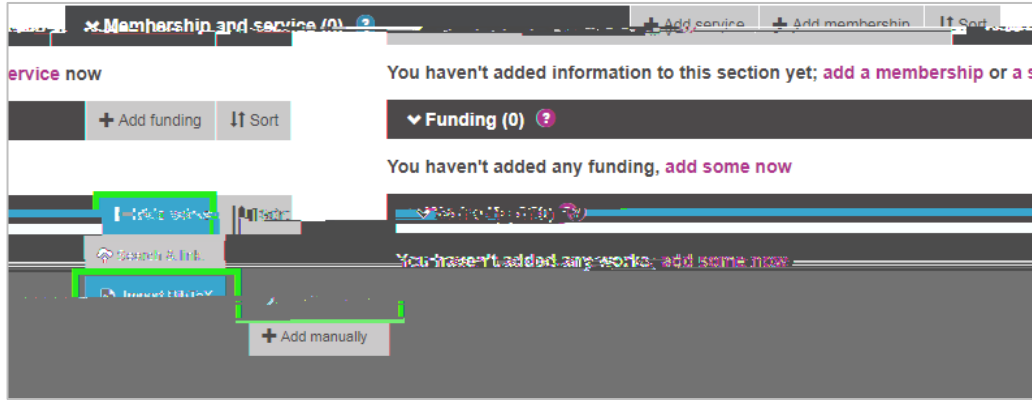 Membership and service (0) ?
+ Add service + Add membership Sort
ervice now
You haven't added information to this section yet; add a membership or a s
+ Add funding Sort
Funding (0) ?
You haven't added any funding, add some now
Search & link
You haven't added any works, add some now
+ Add manually